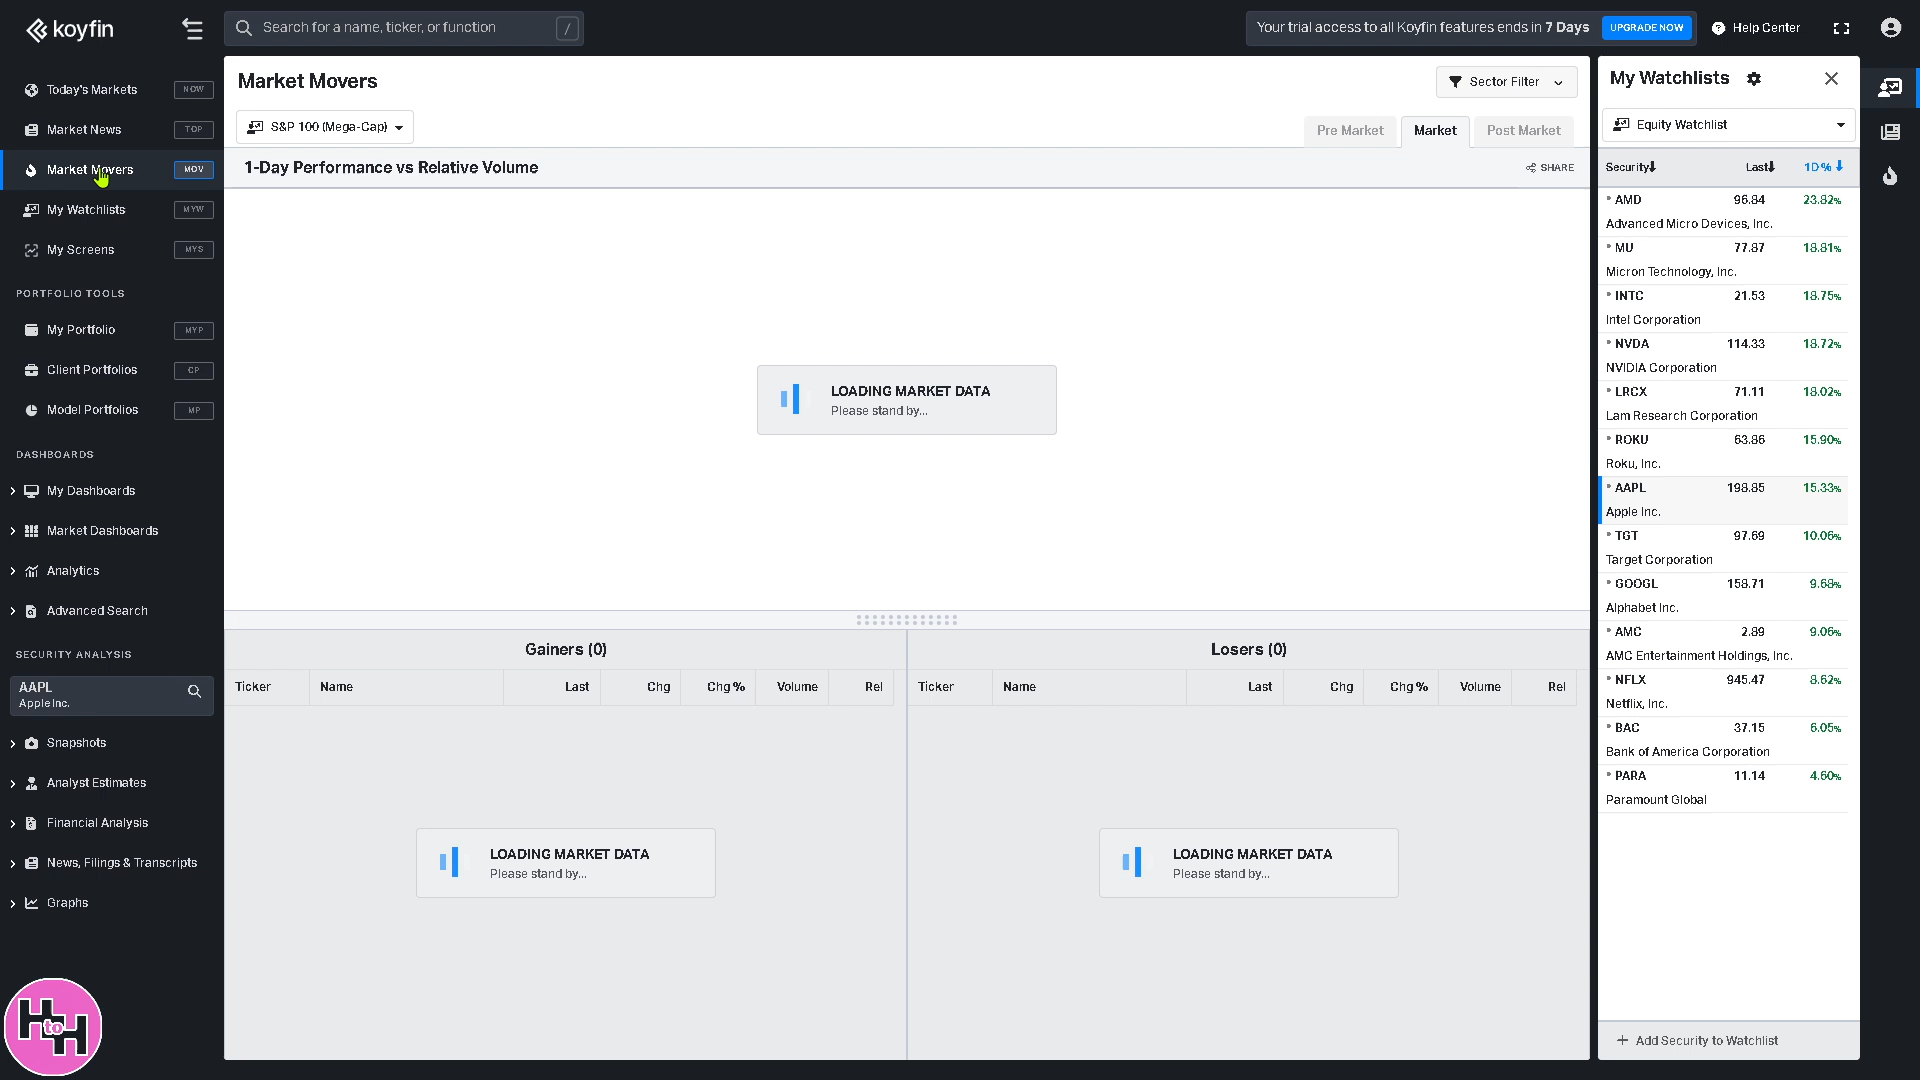 koyfin
Search for a name, ticker, or function /
Your trial access to all Koyfin features ends in 7 Days UPGRADE NOW Help Center
Today's Markets NOW
Market News TOP
Market Movers MOV
My Watchlists MYW
My Screens MYS
PORTFOLIO TOOLS
My Portfolio MYP
Client Portfolios CP
Model Portfolios MP
DASHBOARDS
My Dashboards
Market Dashboards
Analytics
Advanced Search
SECURITY ANALYSIS
AAPL
Apple Inc.
Snapshots
Analyst Estimates
Financial Analysis
News, Filings & Transcripts
Graphs
H to H
Market Movers
Sector Filter
S&P 100 (Mega-Cap)
Pre Market Market Post Market
1-Day Performance vs Relative Volume SHARE
LOADING MARKET DATA
Please stand by...
Gainers (0)
Ticker Name Last Chg Chg % Volume Rel
LOADING MARKET DATA
Please stand by...
Losers (0)
Ticker Name Last Chg Chg % Volume Rel
LOADING MARKET DATA
Please stand by...
My Watchlists
Equity Watchlist
Security Last 1D %
AMD 96.84 23.82%
Advanced Micro Devices, Inc.
MU 77.87 18.81%
Micron Technology, Inc.
INTC 21.53 18.75%
Intel Corporation
NVDA 114.33 18.72%
NVIDIA Corporation
LRCX 71.11 18.02%
Lam Research Corporation
ROKU 63.86 15.90%
Roku, Inc.
AAPL 198.85 15.33%
Apple Inc.
TGT 97.69 10.06%
Target Corporation
GOOGL 158.71 9.68%
Alphabet Inc.
AMC 2.89 9.06%
AMC Entertainment Holdings, Inc.
NFLX 945.47 8.62%
Netflix, Inc.
BAC 37.15 6.05%
Bank of America Corporation
PARA 11.14 4.60%
Paramount Global
+ Add Security to Watchlist